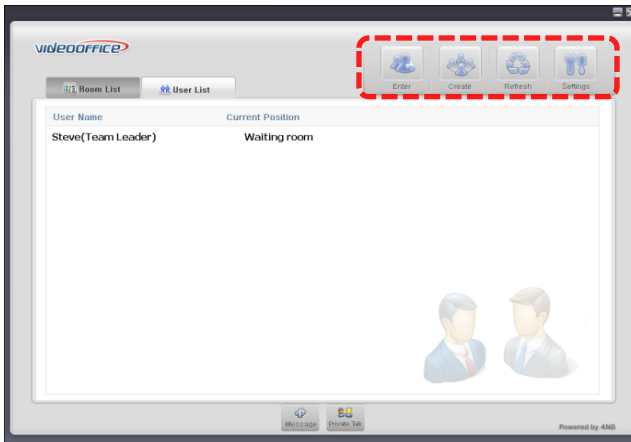 VIDEOOFFICE
Enter Create Refresh Settings
Room List User List
User Name Current Position
Steve(Team Leader) Waiting room
Message Private Talk
Powered by 4NB